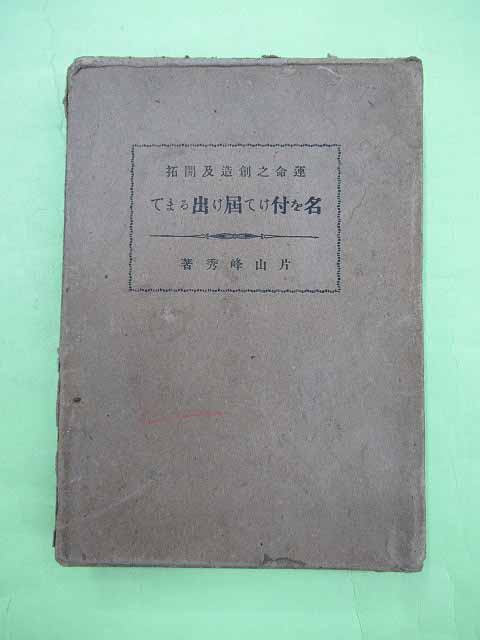 運命之創造及開拓
名を付けて屆け出るまで
片山峰秀著